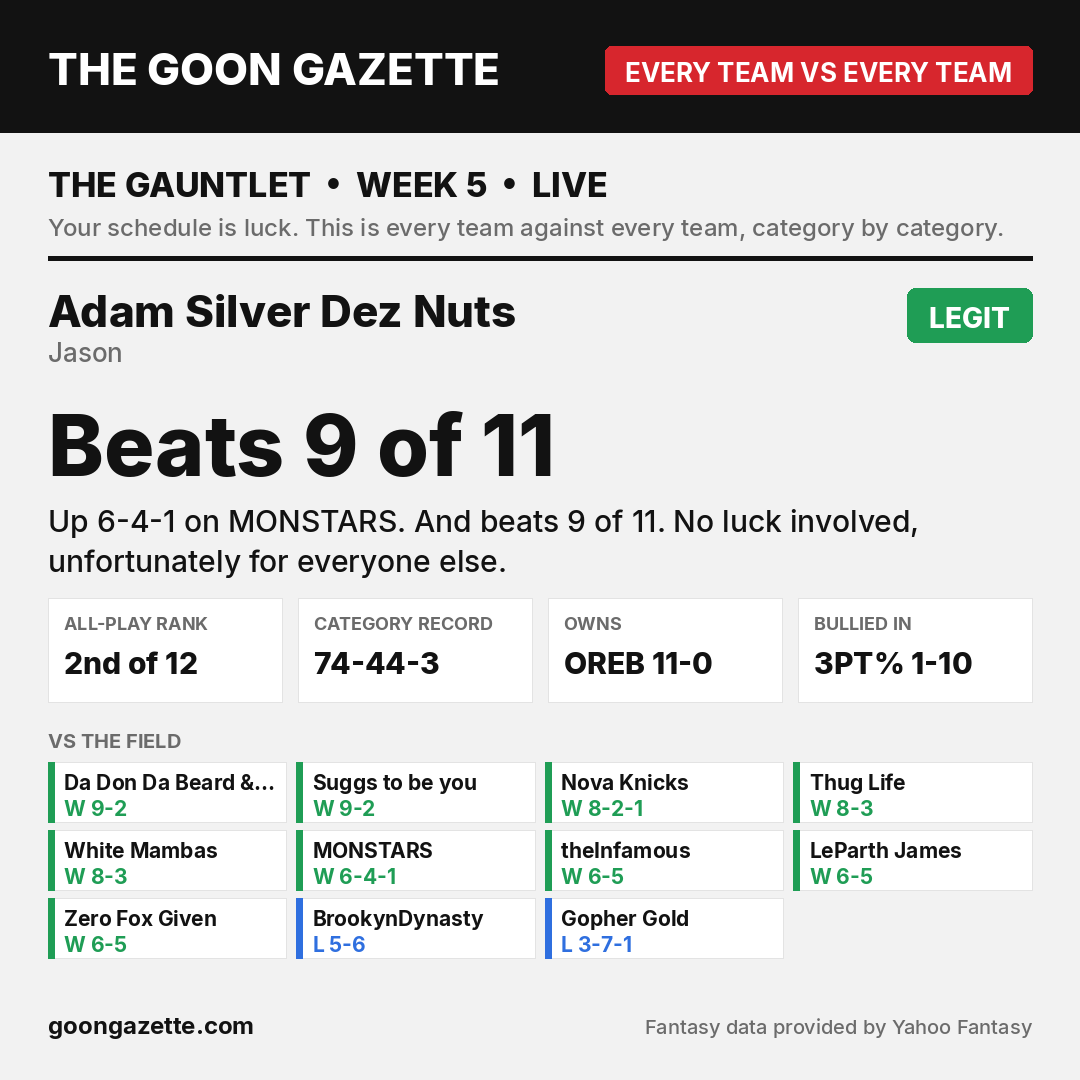 THE GOON GAZETTE
EVERY TEAM VS EVERY TEAM
THE GAUNTLET • WEEK 5 • LIVE
Your schedule is luck. This is every team against every team, category by category.
Adam Silver Dez Nuts
LEGIT
Jason
Beats 9 of 11
Up 6-4-1 on MONSTARS. And beats 9 of 11. No luck involved,
unfortunately for everyone else.
ALL-PLAY RANK
2nd of 12
CATEGORY RECORD
74-44-3
OWNS
OREB 11-0
BULLIED IN
3PT% 1-10
VS THE FIELD
Da Don Da Beard &...
W 9-2
Suggs to be you
W 9-2
Nova Knicks
W 8-2-1
Thug Life
W 8-3
White Mambas
W 8-3
MONSTARS
W 6-4-1
theInfamous
W 6-5
LeParth James
W 6-5
Zero Fox Given
W 6-5
BrookynDynasty
L 5-6
Gopher Gold
L 3-7-1
goongazette.com
Fantasy data provided by Yahoo Fantasy